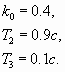 k₀ = 0.4,
T₂ = 0.9c,
T₃ = 0.1c.